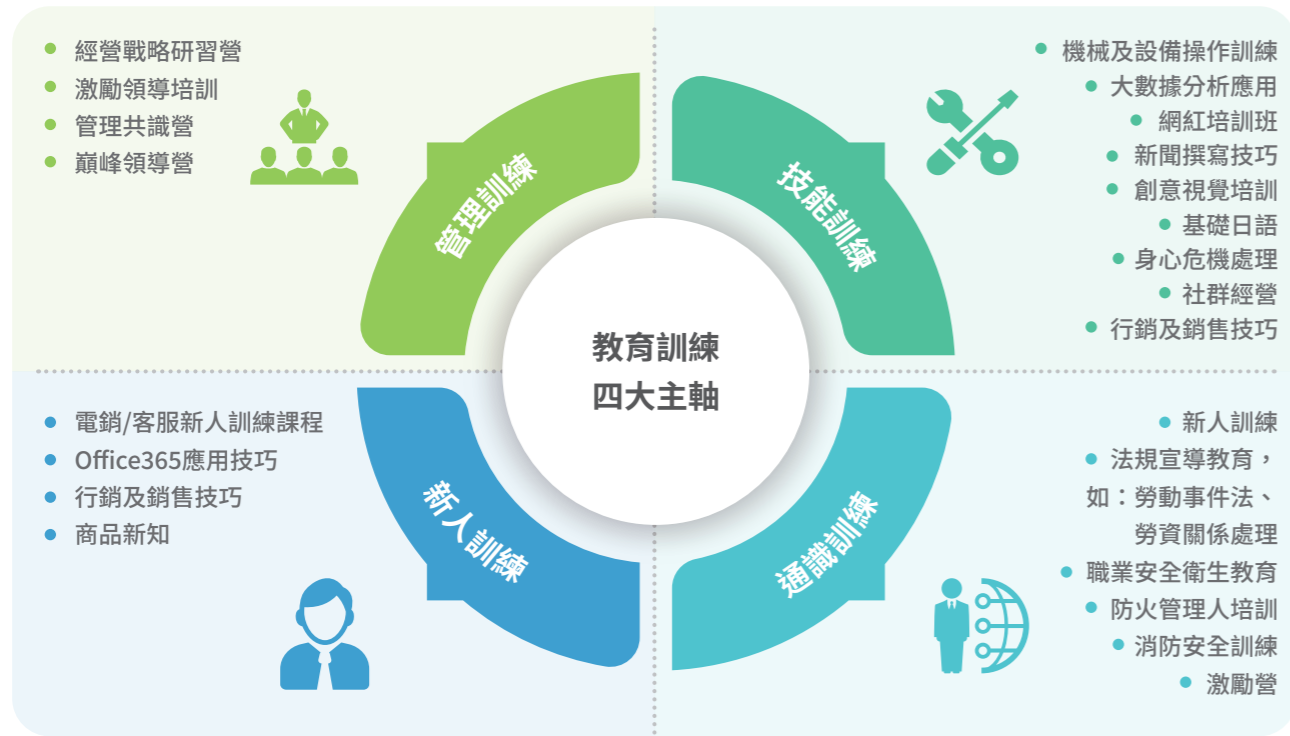 經營戰略研習營
激勵領導培訓
管理共識營
巔峰領導營
管理訓練
機械及設備操作訓練
大數據分析應用
網紅培訓班
新聞撰寫技巧
創意視覺培訓
基礎日語
身心危機處理
社群經營
行銷及銷售技巧
技能訓練
教育訓練
四大主軸
電銷/客服新人訓練課程
Office365應用技巧
行銷及銷售技巧
商品新知
新人訓練
新人訓練
法規宣導教育，
如：勞動事件法、
勞資關係處理
職業安全衛生教育
防火管理人培訓
消防安全訓練
激勵營
通識訓練